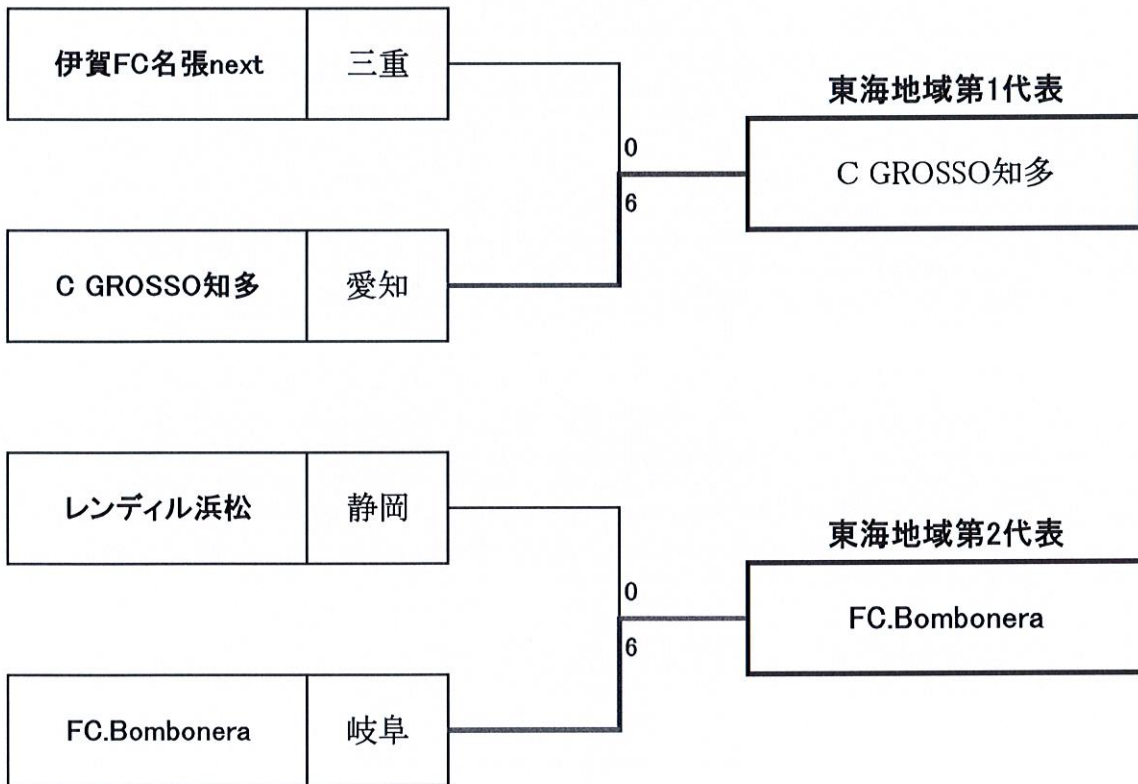 伊賀FC名張next 三重
東海地域第1代表
0
C GROSSO知多
6
C GROSSO知多 愛知
レンディル浜松 静岡
東海地域第2代表
0
FC.Bombonera
6
FC.Bombonera 岐阜